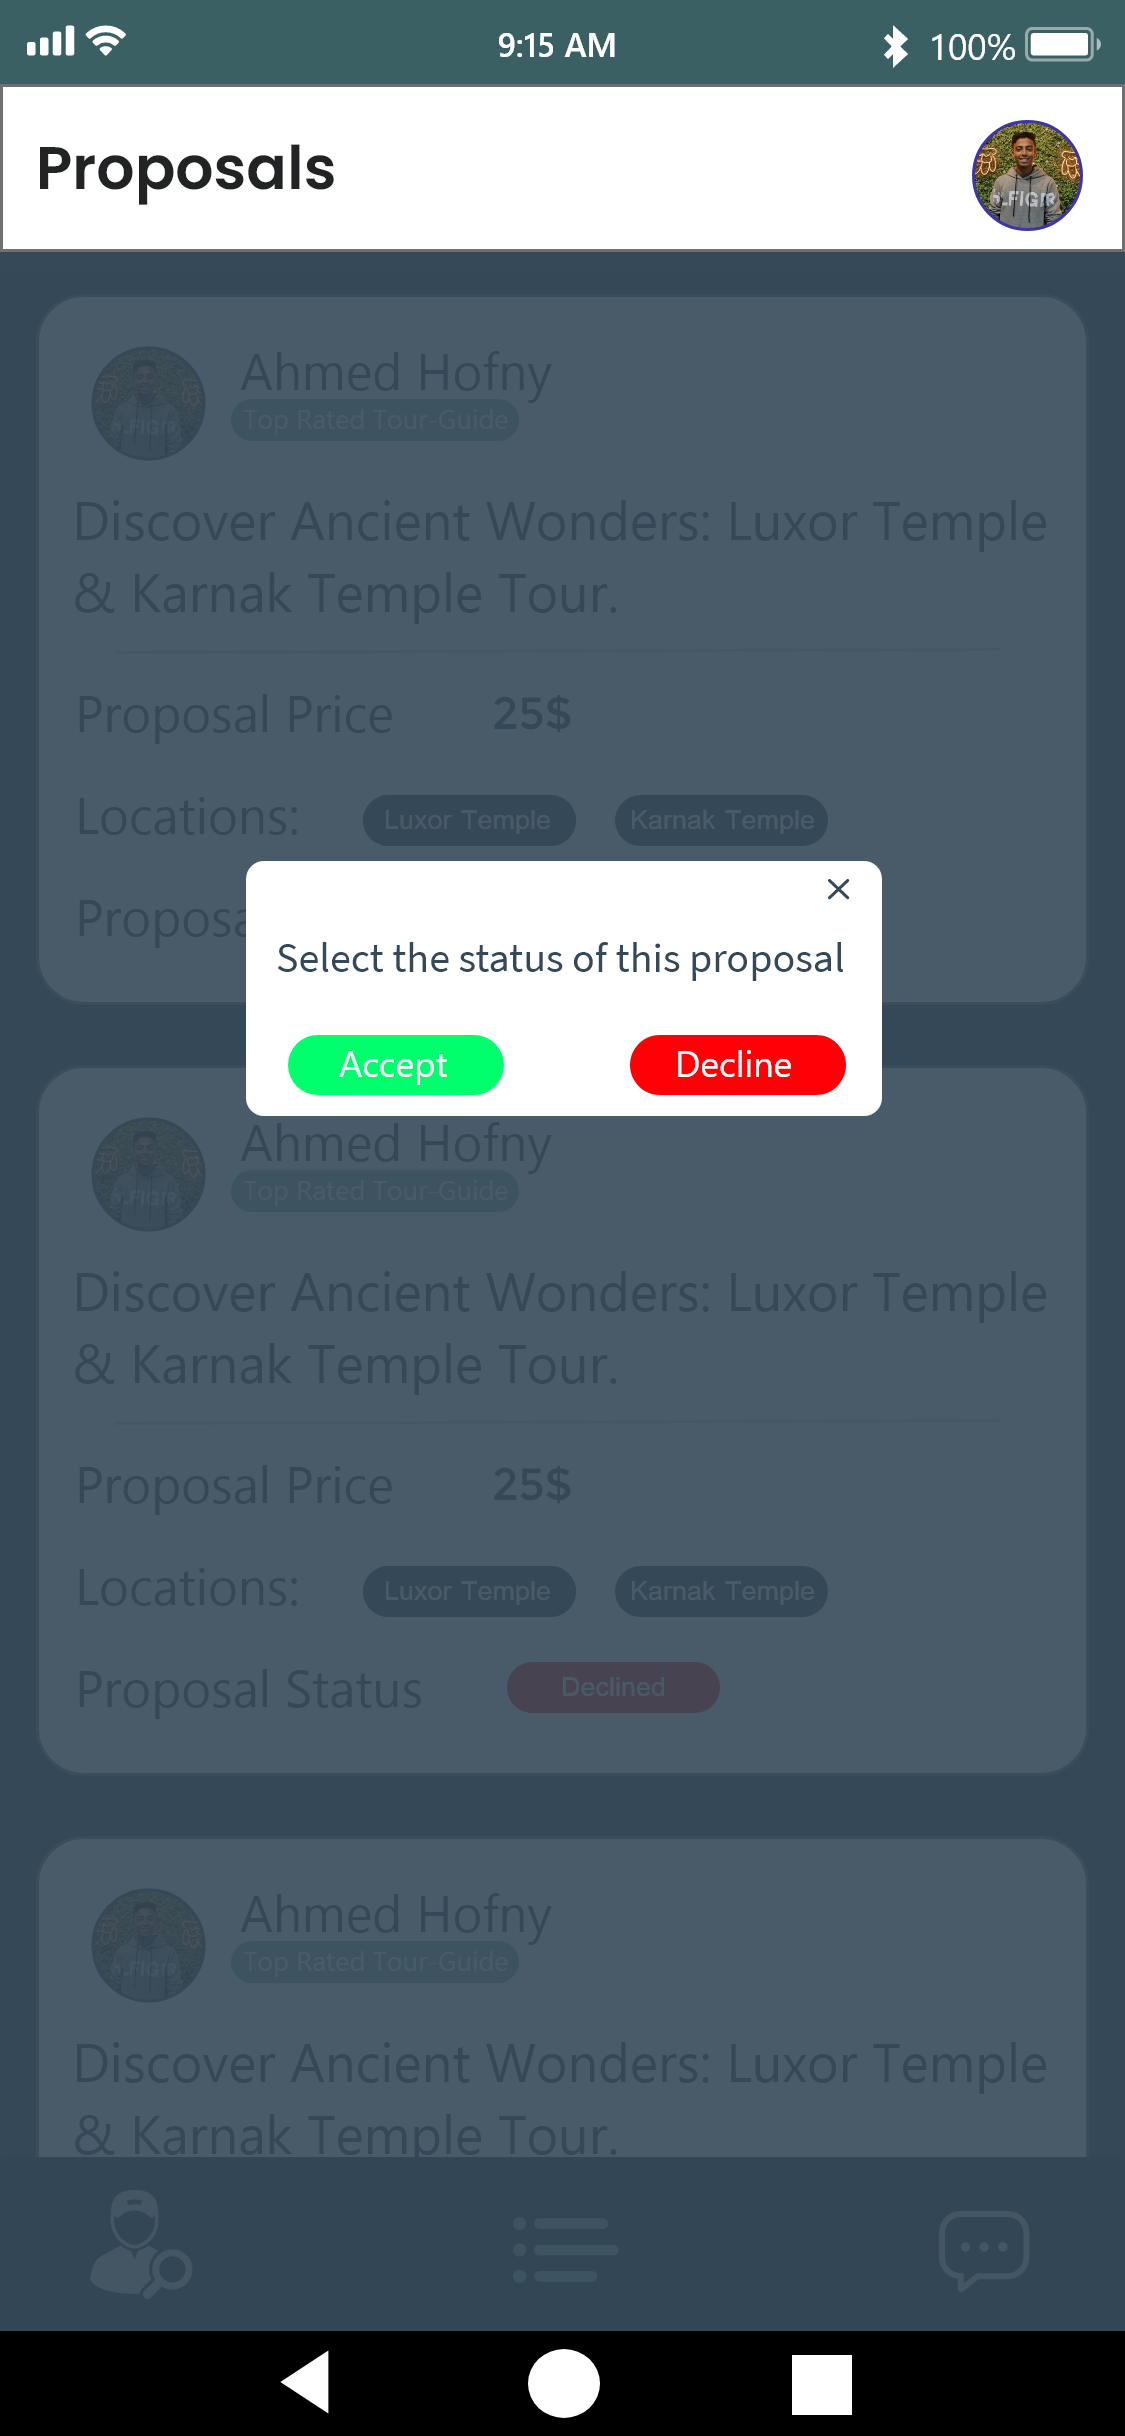 9:15 AM
100%
Proposals
Ahmed Hofny
Top Rated Tour-Guide
Discover Ancient Wonders: Luxor Temple
& Karnak Temple Tour.
Proposal Price 25$
Locations: Luxor Temple Karnak Temple
Select the status of this proposal
Accept Decline
Ahmed Hofny
Top Rated Tour-Guide
Discover Ancient Wonders: Luxor Temple
& Karnak Temple Tour.
Proposal Price 25$
Locations: Luxor Temple Karnak Temple
Proposal Status Declined
Ahmed Hofny
Top Rated Tour-Guide
Discover Ancient Wonders: Luxor Temple
& Karnak Temple Tour.